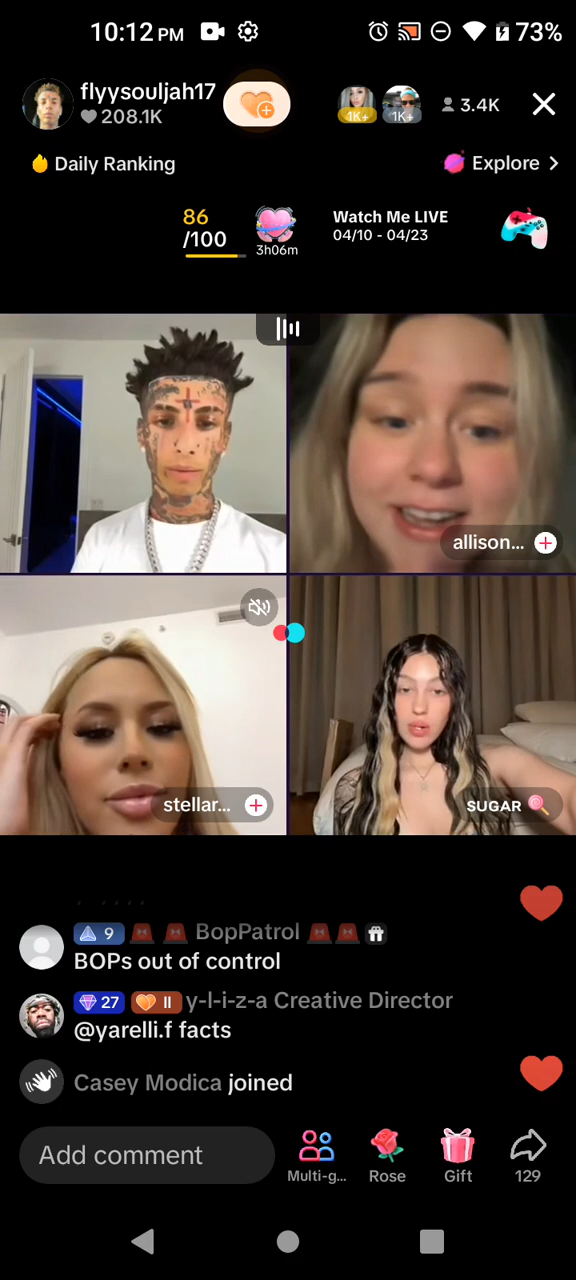 10:12 PM
73%
flyysouljah17
208.1K
1K+
1K+
3.4K
Daily Ranking
Explore >
86
/100
3h06m
Watch Me LIVE
04/10 - 04/23
allison...
stellar...
SUGAR
9 BopPatrol
BOPs out of control
27 II y-l-i-z-a Creative Director
@yarelli.f facts
Casey Modica joined
Add comment
Multi-g...
Rose
Gift
129